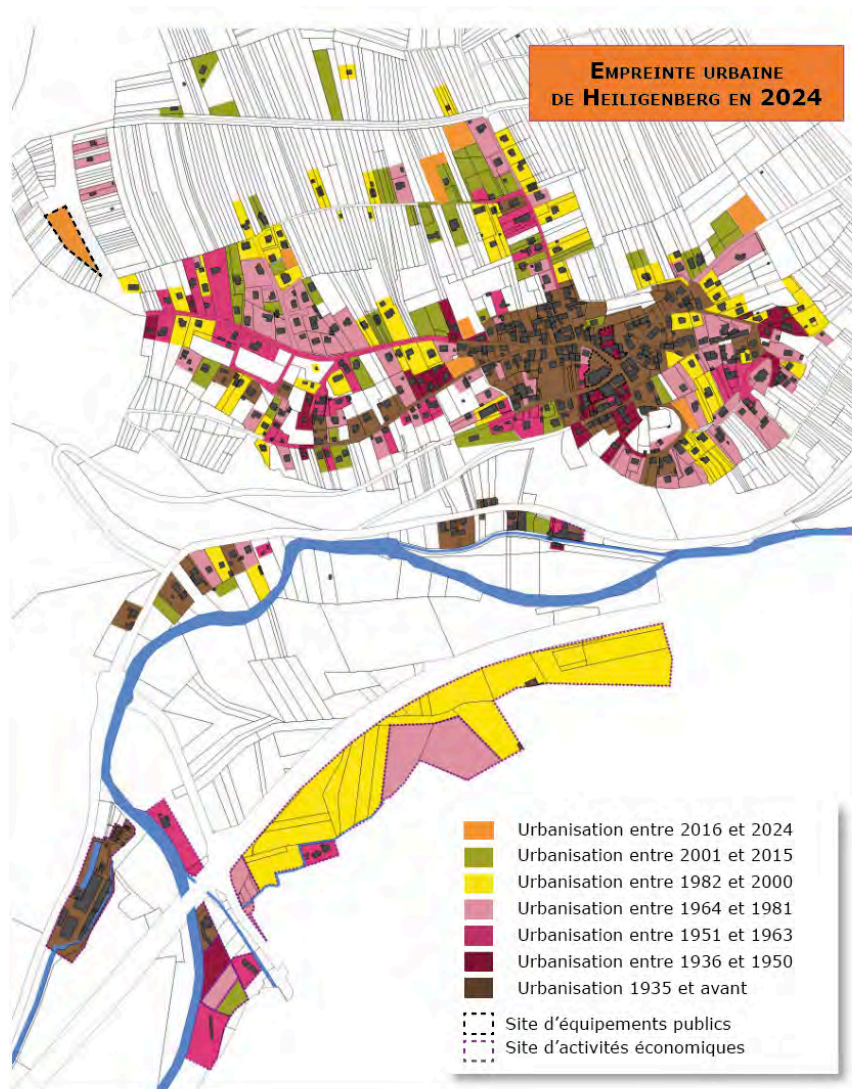 Empreinte urbaine
de Heiligenberg en 2024
Urbanisation entre 2016 et 2024
Urbanisation entre 2001 et 2015
Urbanisation entre 1982 et 2000
Urbanisation entre 1964 et 1981
Urbanisation entre 1951 et 1963
Urbanisation entre 1936 et 1950
Urbanisation 1935 et avant
Site d'équipements publics
Site d'activités économiques